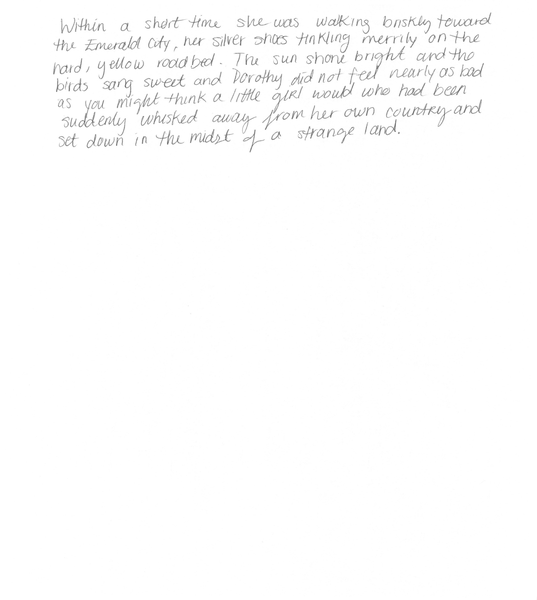 Within a short time she was walking briskly toward
the Emerald City, her silver shoes tinkling merrily on the
hard, yellow roadbed. The sun shone bright and the
birds sang sweet and Dorothy did not feel nearly as bad
as you might think a little girl would who had been
suddenly whisked away from her own country and
set down in the midst of a strange land.